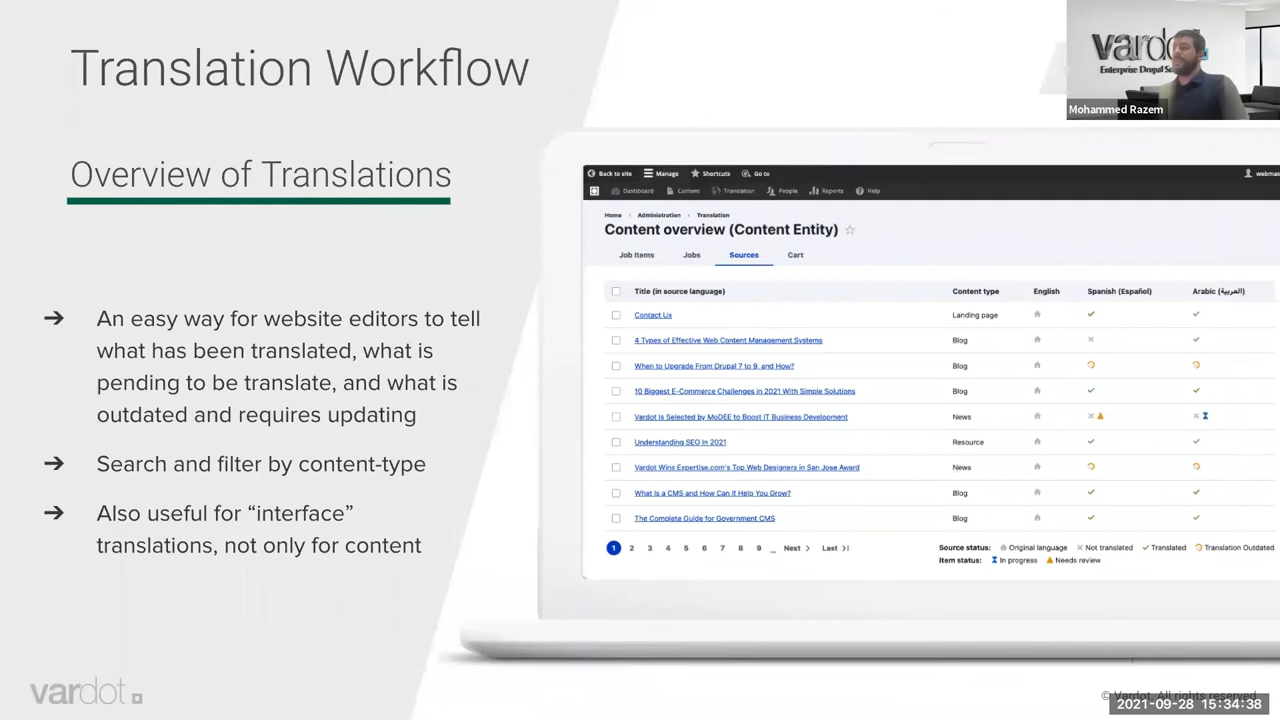 Translation Workflow
Overview of Translations
➔ An easy way for website editors to tell
what has been translated, what is
pending to be translate, and what is
outdated and requires updating
➔ Search and filter by content-type
➔ Also useful for “interface”
translations, not only for content
vardot
vardot
Enterprise Drupal
Mohammed Razem
Back to site Manage Shortcuts Go to webmas
Dashboard Content Translation People Reports Help
Home › Administration › Translation
Content overview (Content Entity)
Job Items Jobs Sources Cart
Title (in source language) Content type English Spanish (Español) Arabic (العربية)
Contact Us Landing page
4 Types of Effective Web Content Management Systems Blog
When to Upgrade From Drupal 7 to 9, and How? Blog
10 Biggest E-Commerce Challenges in 2021 With Simple Solutions Blog
Vardot Is Selected by MoDEE to Boost IT Business Development News
Understanding SEO In 2021 Resource
Vardot Wins Expertise.com's Top Web Designers in San Jose Award News
What Is a CMS and How Can It Help You Grow? Blog
The Complete Guide for Government CMS Blog
1 2 3 4 5 6 7 8 9 ... Next › Last ›|
Source status: Original language Not translated Translated Translation Outdated
Item status: In progress Needs review
© Vardot. All rights reserved
2021-09-28 15:34:38